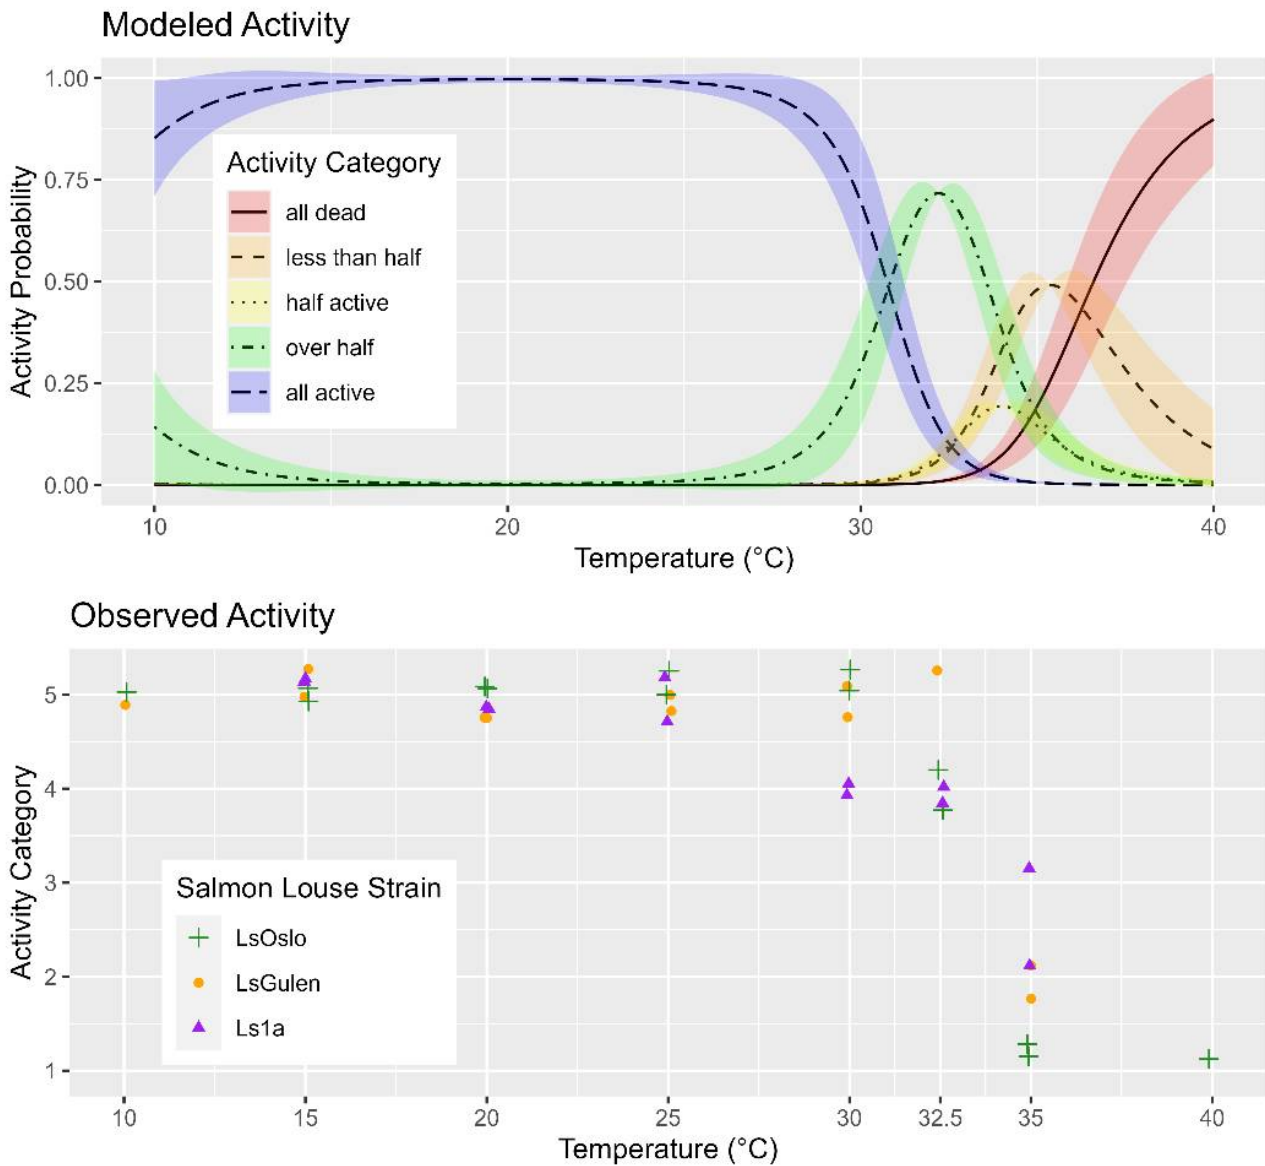 Modeled Activity
1.00
0.75
0.50
0.25
0.00
Activity Probability
Activity Category
all dead
less than half
half active
over half
all active
10
20
30
40
Temperature (°C)
Observed Activity
5
4
3
2
1
Activity Category
Salmon Louse Strain
LsOslo
LsGulen
Ls1a
10
15
20
25
30
32.5
35
40
Temperature (°C)